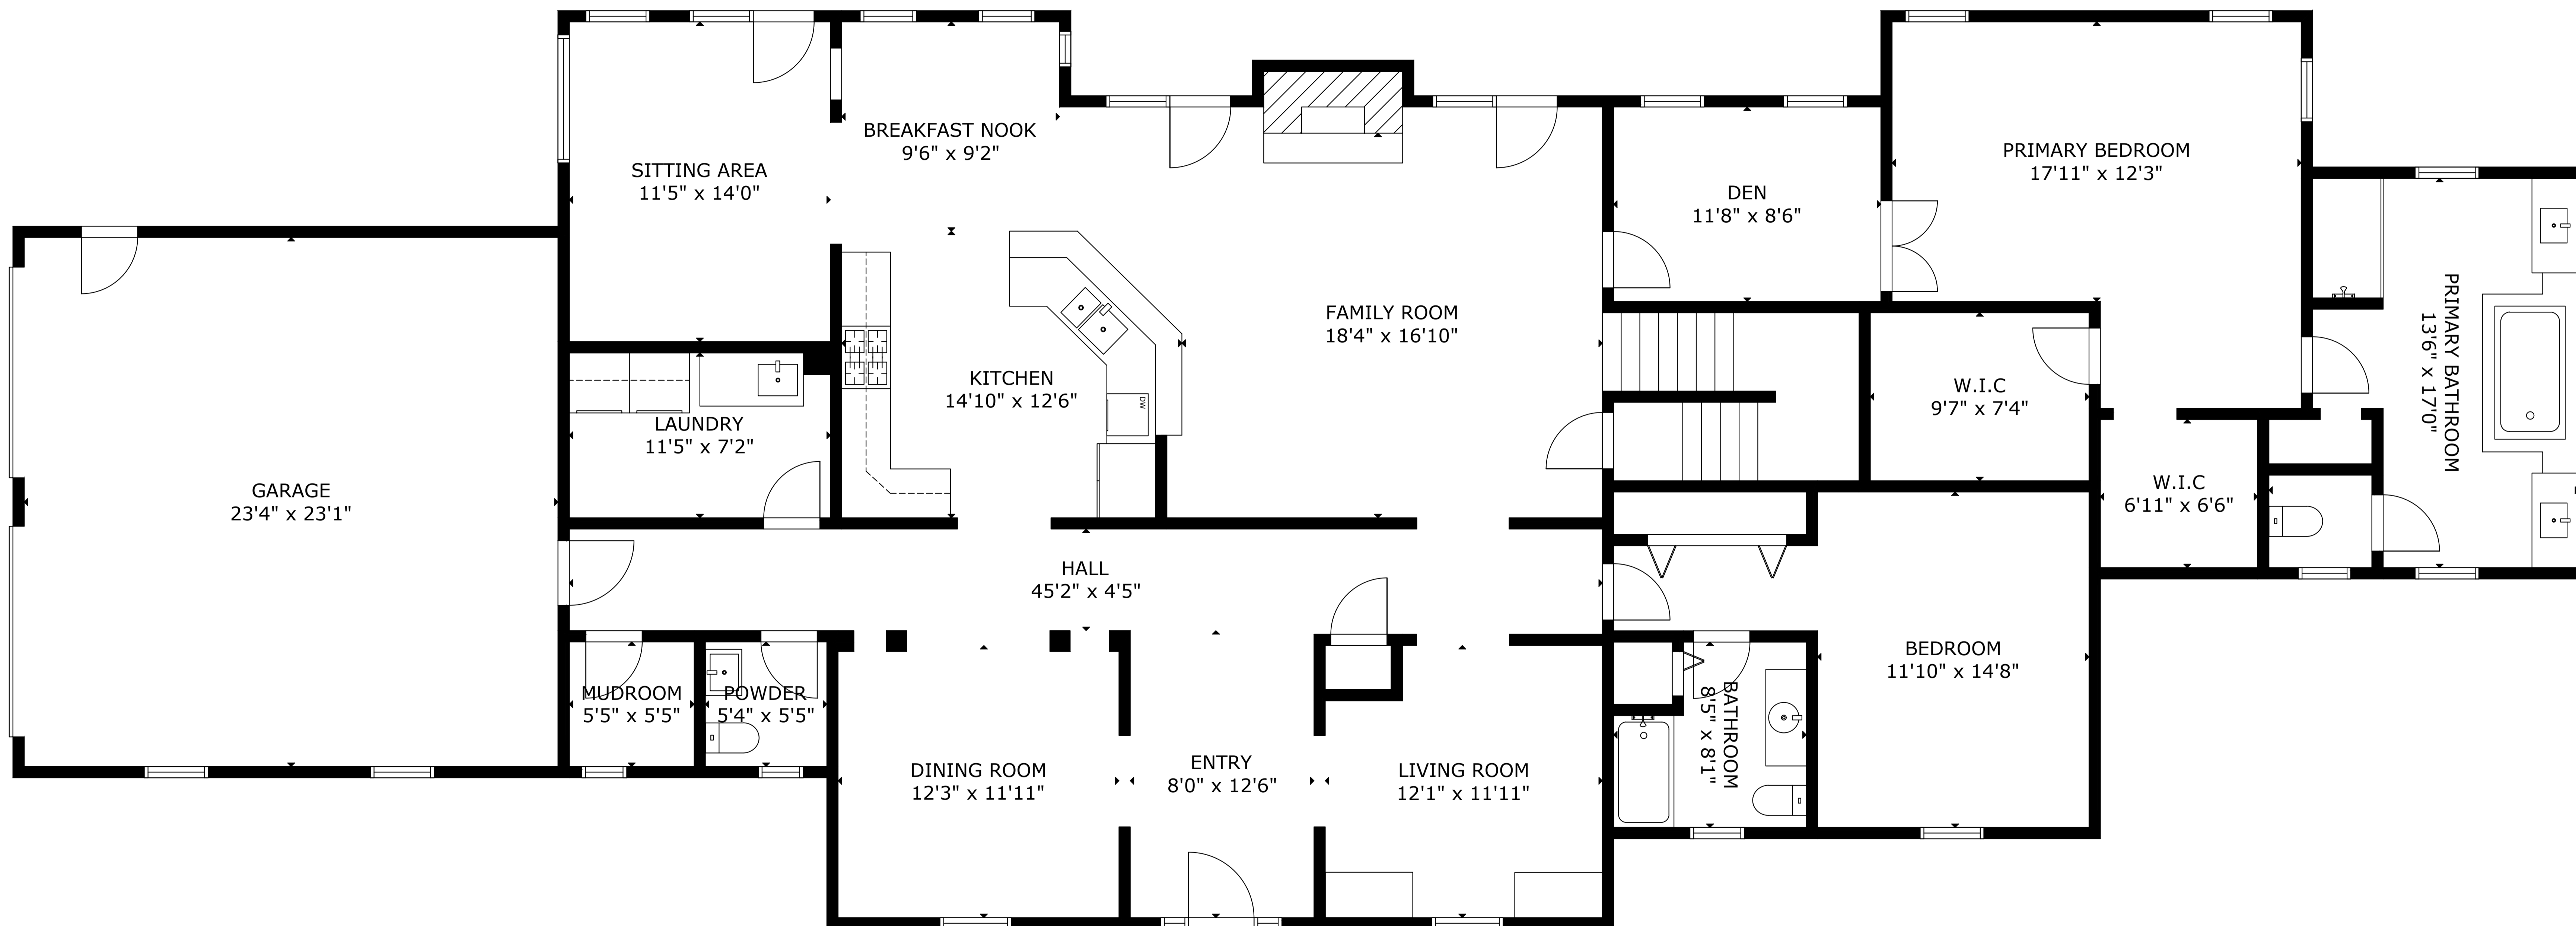 BREAKFAST NOOK
9'6" x 9'2"
SITTING AREA
11'5" x 14'0"
PRIMARY BEDROOM
17'11" x 12'3"
DEN
11'8" x 8'6"
FAMILY ROOM
18'4" x 16'10"
PRIMARY BATHROOM
13'6" x 17'0"
KITCHEN
14'10" x 12'6"
DW
W.I.C
9'7" x 7'4"
LAUNDRY
11'5" x 7'2"
GARAGE
23'4" x 23'1"
W.I.C
6'11" x 6'6"
HALL
45'2" x 4'5"
BEDROOM
11'10" x 14'8"
MUDROOM
5'5" x 5'5"
POWDER
5'4" x 5'5"
BATHROOM
8'5" x 8'1"
DINING ROOM
12'3" x 11'11"
ENTRY
8'0" x 12'6"
LIVING ROOM
12'1" x 11'11"